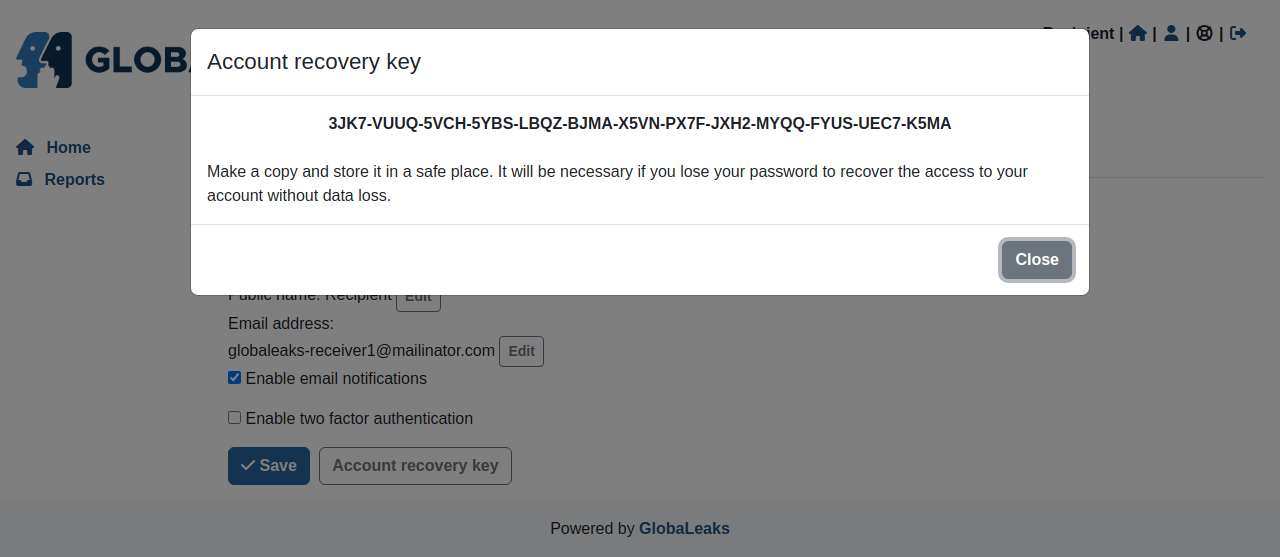 GLOBA
Recipient | | | |
Account recovery key
3JK7-VUUQ-5VCH-5YBS-LBQZ-BJMA-X5VN-PX7F-JXH2-MYQQ-FYUS-UEC7-K5MA
Home
Make a copy and store it in a safe place. It will be necessary if you lose your password to recover the access to your
Reports
account without data loss.
Close
Public name: Recipient Edit
Email address:
globaleaks-receiver1@mailinator.com Edit
Enable email notifications
Enable two factor authentication
Save Account recovery key
Powered by GlobaLeaks